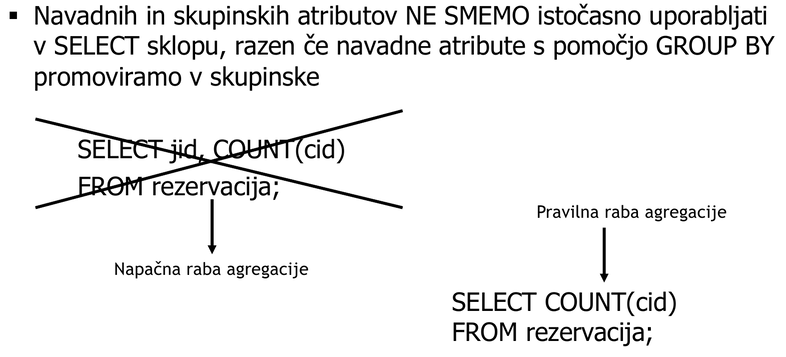 ▪ Navadnih in skupinskih atributov NE SMEMO istočasno uporabljati
v SELECT sklopu, razen če navadne atribute s pomočjo GROUP BY
promoviramo v skupinske
SELECT jid, COUNT(cid)
FROM rezervacija;
Napačna raba agregacije
Pravilna raba agregacije
SELECT COUNT(cid)
FROM rezervacija;